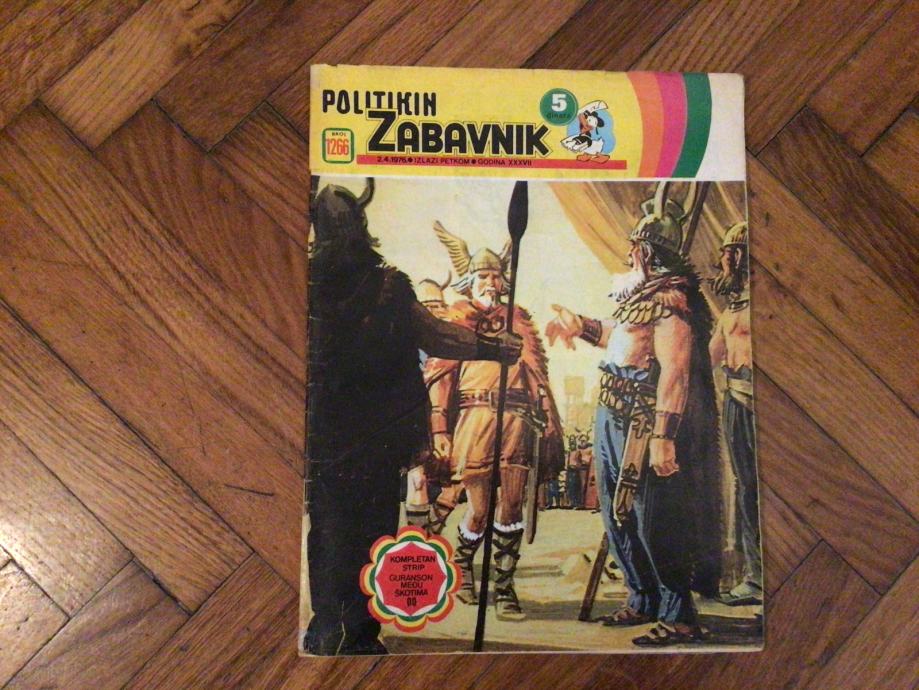 POLITIKIN
ZABAVNIK
5
dinara
BROJ
1266
2.4.1976. ● IZLAZI PETKOM ● GODINA XXXVII
KOMPLETAN
STRIP
GURANSON
MEĐU
ŠKOTIMA